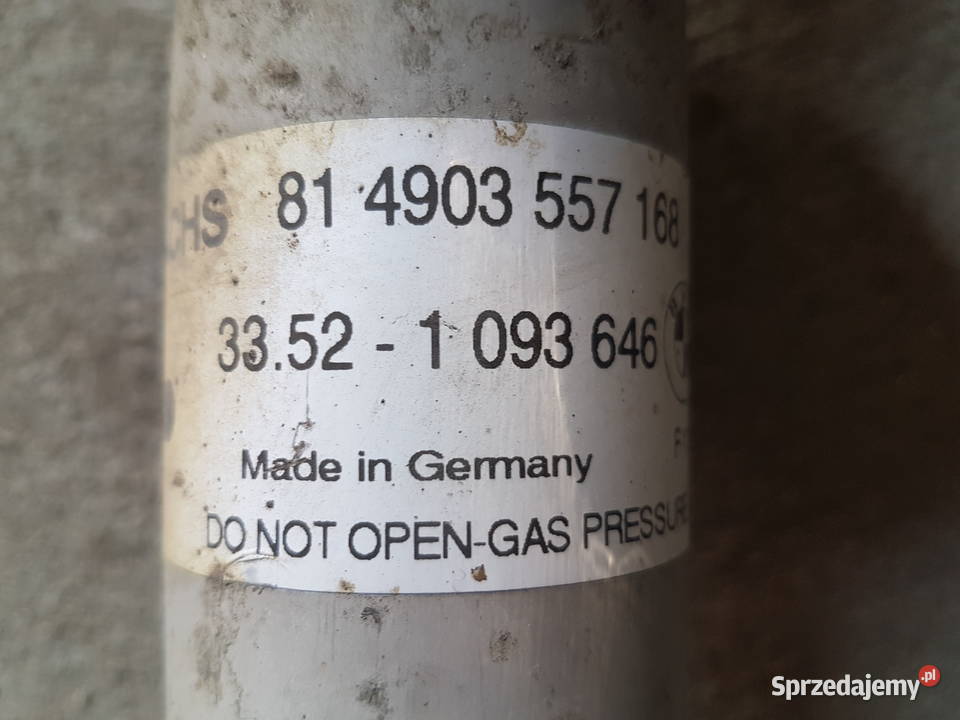 CHS 81 4903 557 168
33.52 - 1 093 646
Made in Germany
DO NOT OPEN-GAS PRESSURE
Sprzedajemy.pl